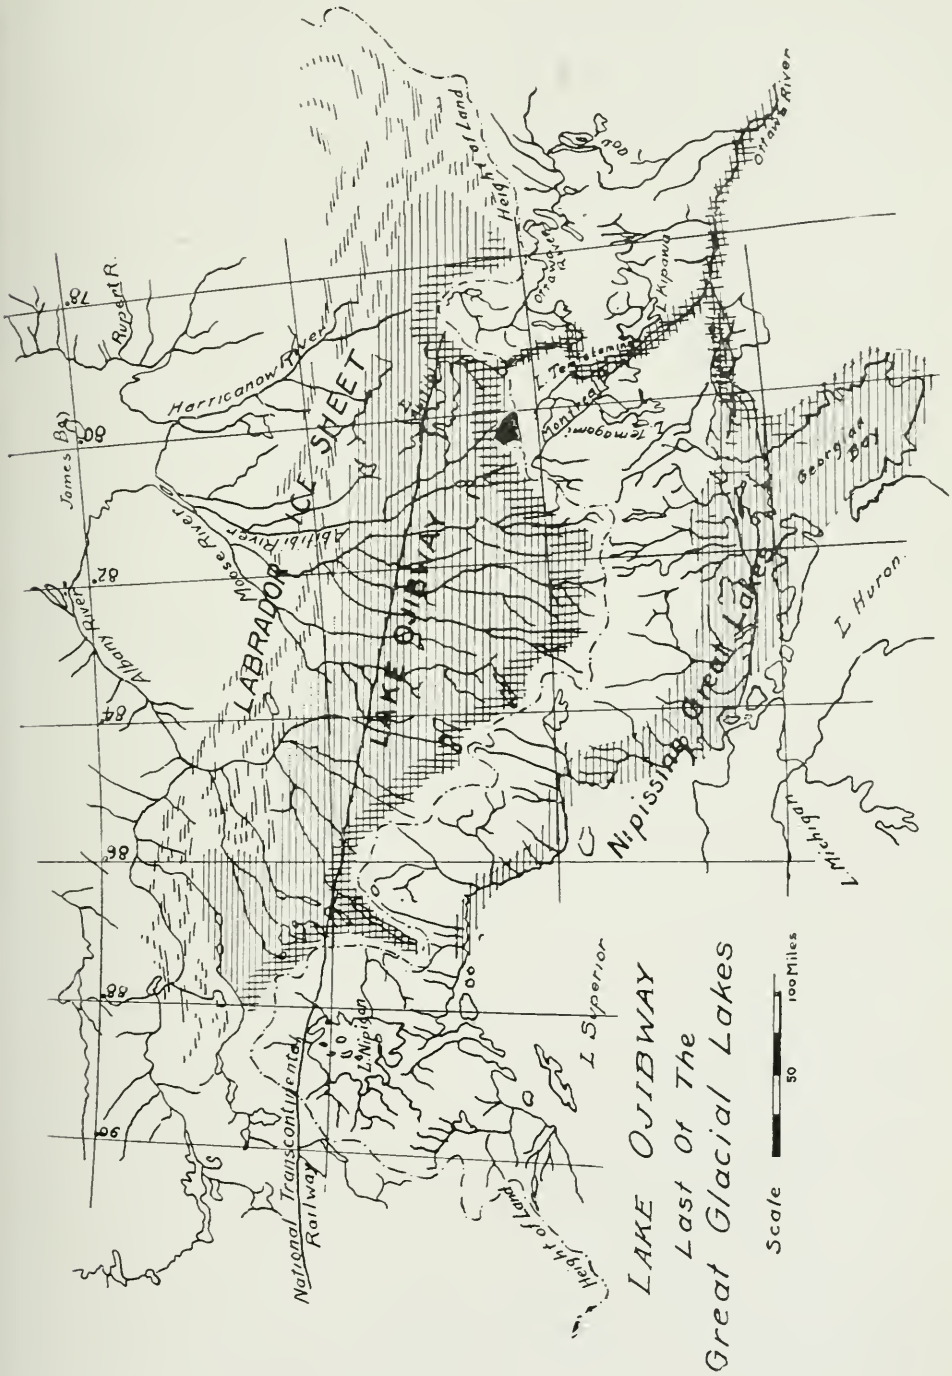 LAKE OJIBWAY
Last Of The
Great Glacial Lakes
Scale
50
100 Miles
James Bay
90°
88°
86°
84°
82°
80°
78°
Albany River
Moose River
Abitibi River
Harricanow River
Rupert R.
LABRADOR ICE SHEET
LAKE OJIBWAY
National Transcontinental
Railway
L. Nipigon
Height of Land
Height of Land
L Superior
Nipissing Great Lakes
L. Michigan
L Huron
Georgian
Bay
L. Temagami
Montreal
L. Temiskaming
L Kipawa
Ottawa
River
Ottawa River